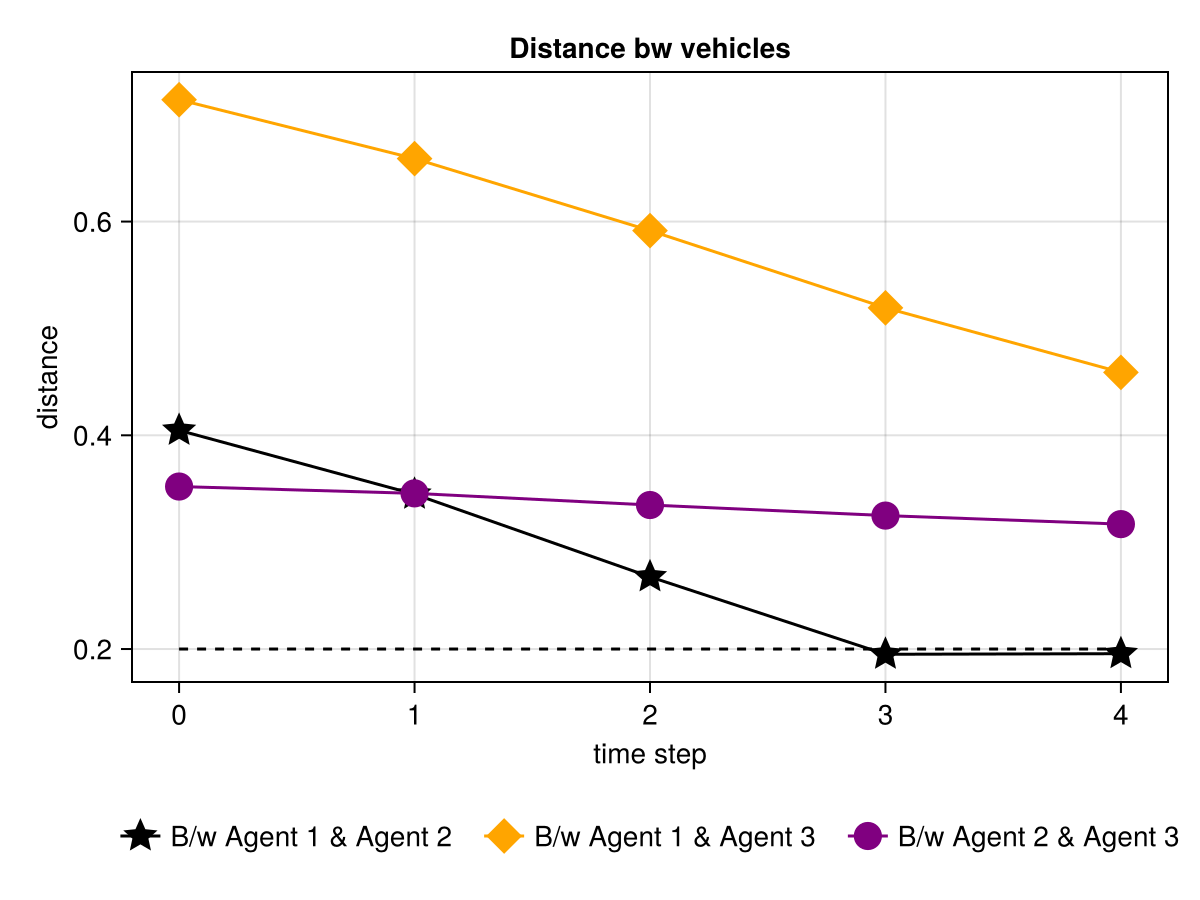 Distance bw vehicles
distance
0.6
0.4
0.2
0 1 2 3 4
time step
B/w Agent 1 & Agent 2 B/w Agent 1 & Agent 3 B/w Agent 2 & Agent 3